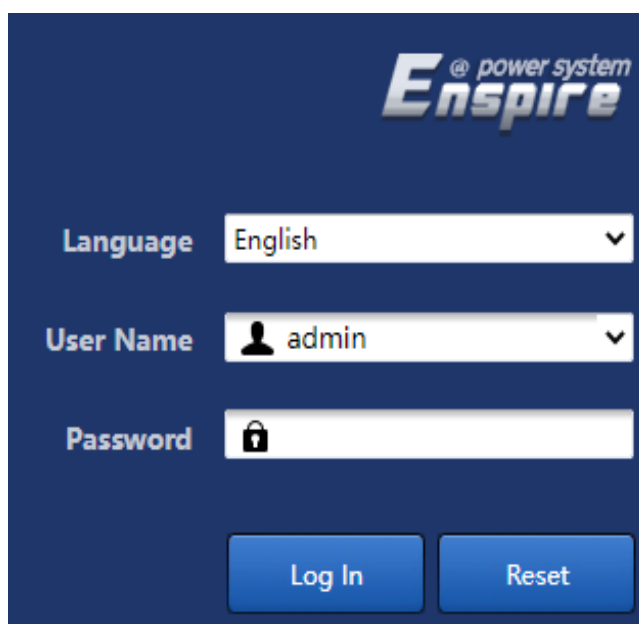 @ power system
Enspire
Language English
User Name admin
Password
Log In Reset